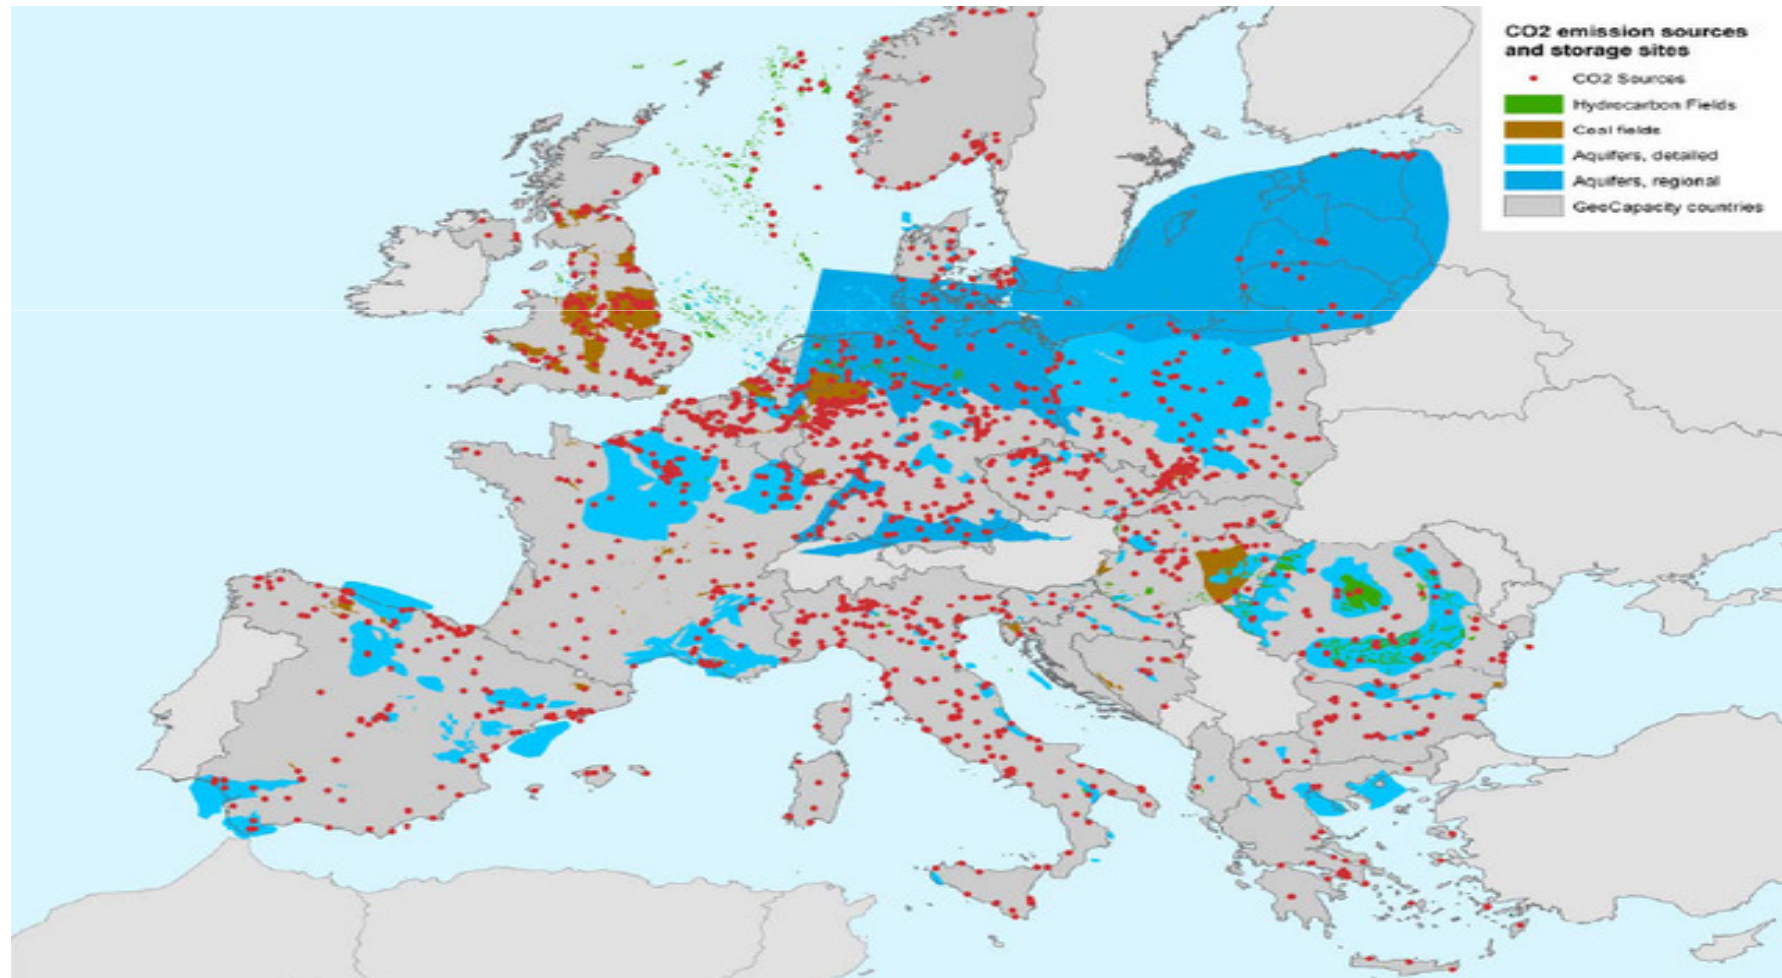 CO2 emission sources
and storage sites
CO2 Sources
Hydrocarbon Fields
Coal fields
Aquifers, detailed
Aquifers, regional
GeoCapacity countries